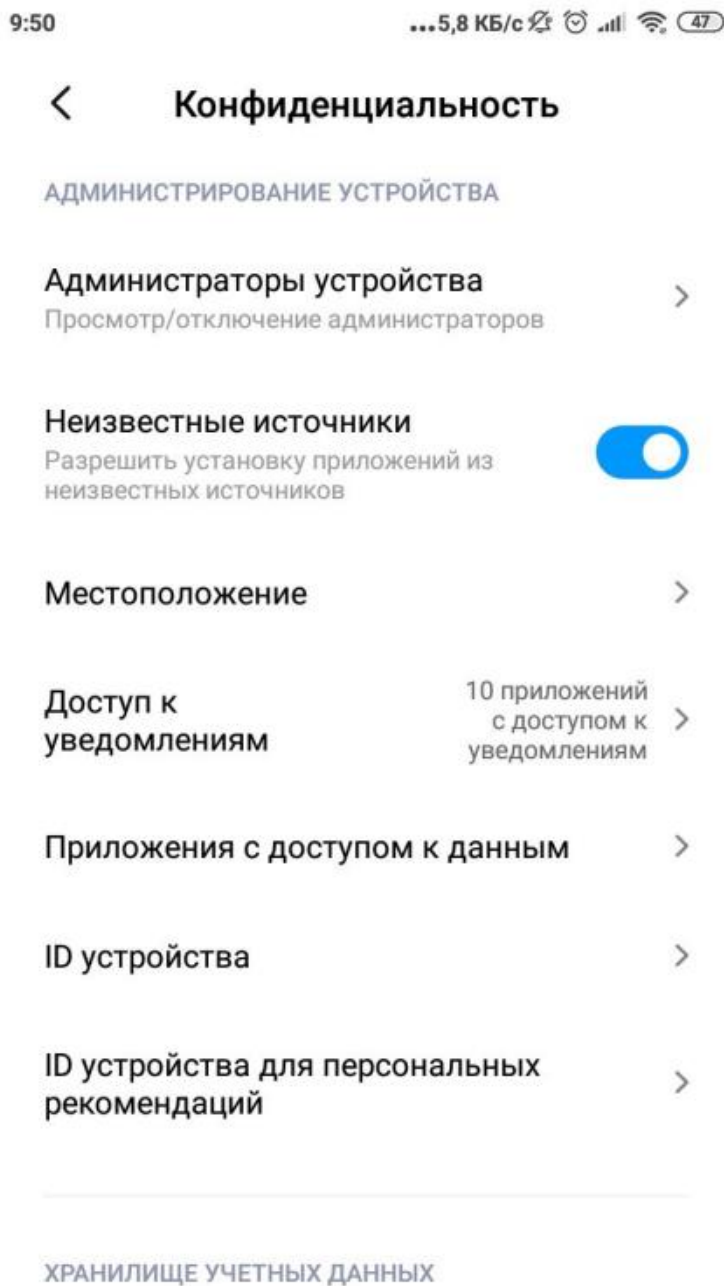 9:50
...5,8 КБ/с 47
Конфиденциальность
АДМИНИСТРИРОВАНИЕ УСТРОЙСТВА
Администраторы устройства
Просмотр/отключение администраторов
Неизвестные источники
Разрешить установку приложений из
неизвестных источников
Местоположение
Доступ к
уведомлениям
10 приложений
с доступом к
уведомлениям
Приложения с доступом к данным
ID устройства
ID устройства для персональных
рекомендаций
ХРАНИЛИЩЕ УЧЕТНЫХ ДАННЫХ